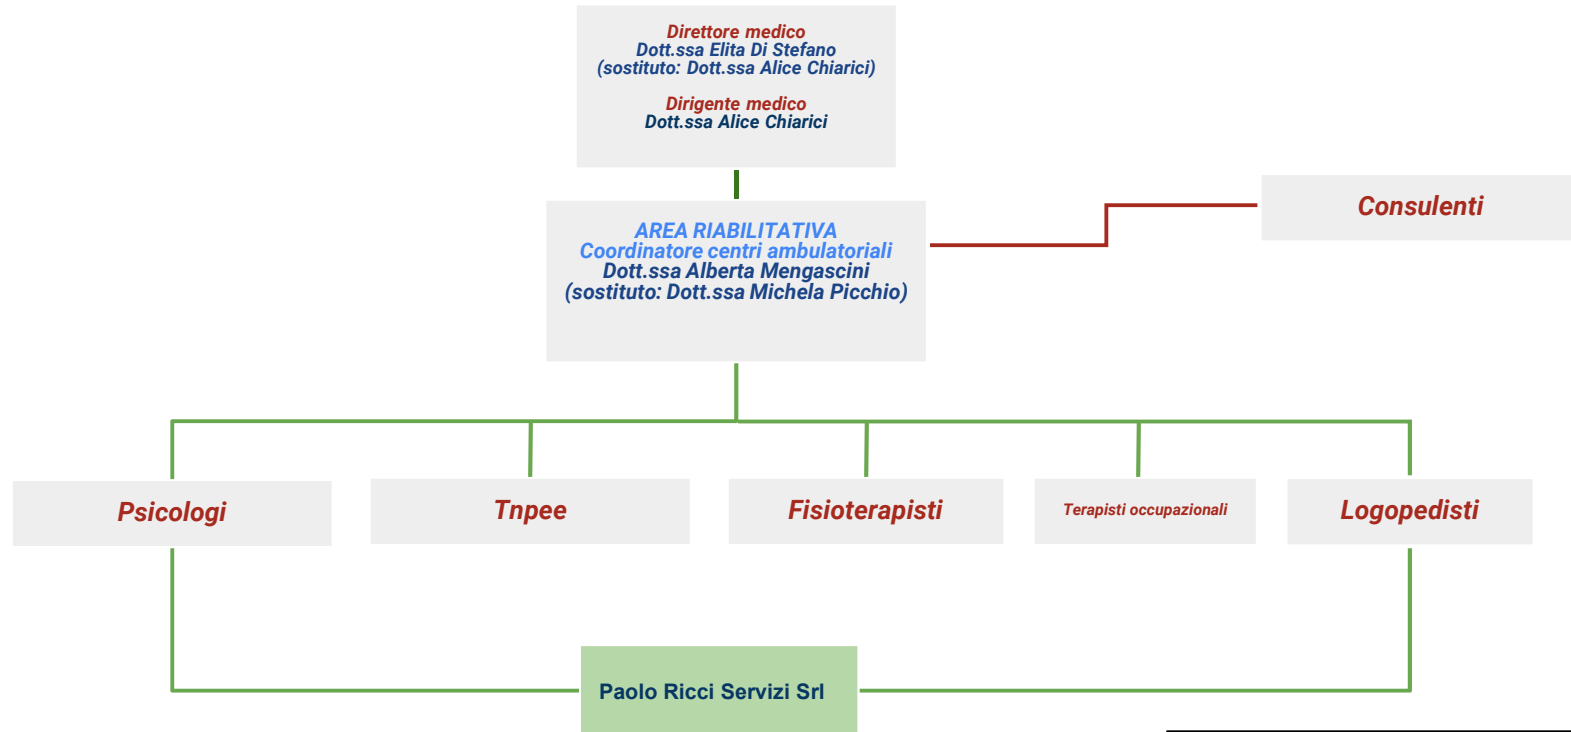 Direttore medico
Dott.ssa Elita Di Stefano
(sostituto: Dott.ssa Alice Chiarici)
Dirigente medico
Dott.ssa Alice Chiarici
Consulenti
AREA RIABILITATIVA
Coordinatore centri ambulatoriali
Dott.ssa Alberta Mengascini
(sostituto: Dott.ssa Michela Picchio)
Psicologi
Tnpee
Fisioterapisti
Terapisti occupazionali
Logopedisti
Paolo Ricci Servizi Srl